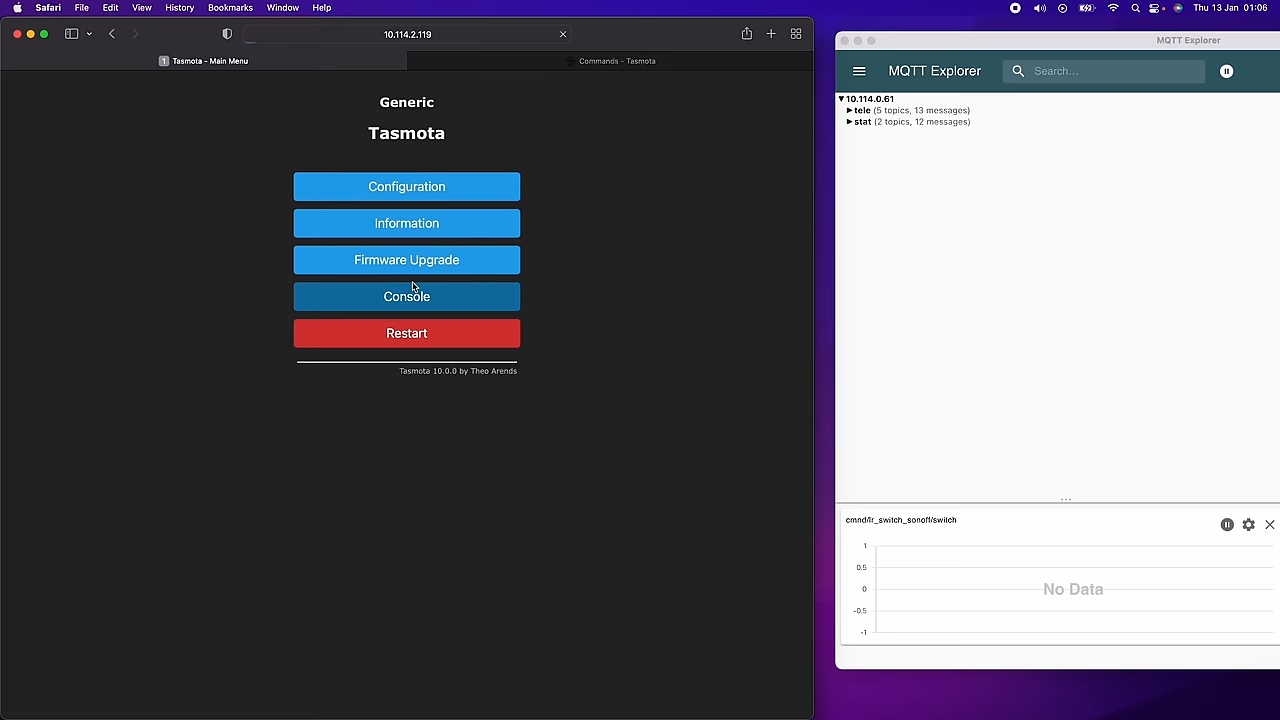 Safari File Edit View History Bookmarks Window Help
Thu 13 Jan 01:06
10.114.2.119
1 Tasmota - Main Menu
Commands - Tasmota
Generic
Tasmota
Configuration
Information
Firmware Upgrade
Console
Restart
Tasmota 10.0.0 by Theo Arends
MQTT Explorer
MQTT Explorer
Search...
▼10.114.0.61
▶tele (5 topics, 13 messages)
▶stat (2 topics, 12 messages)
...
cmnd/lr_switch_sonoff/switch
1
0.5
0
-0.5
-1
No Data